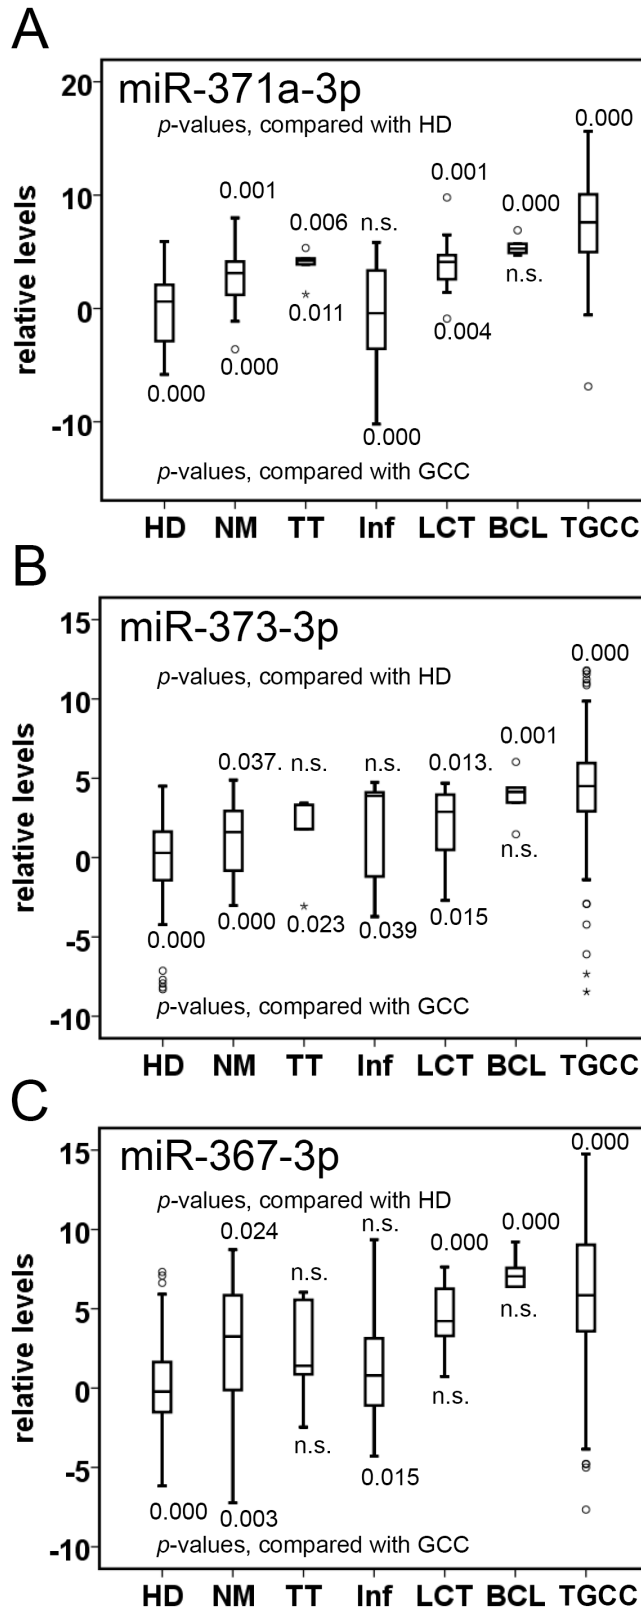 A
miR-371a-3p
p-values, compared with HD
20
10
0
-10
relative levels
0.000
0.001
0.000
0.006
0.011
n.s.
0.000
0.001
0.004
0.000
n.s.
0.000
p-values, compared with GCC
HD NM TT Inf LCT BCL TGCC
B
miR-373-3p
p-values, compared with HD
15
10
5
0
-5
-10
relative levels
0.000
0.037.
0.000
n.s.
0.023
n.s.
0.039
0.013.
0.015
0.001
n.s.
0.000
p-values, compared with GCC
HD NM TT Inf LCT BCL TGCC
C
miR-367-3p
p-values, compared with HD
15
10
5
0
-5
-10
relative levels
0.000
0.024
0.003
n.s.
n.s.
n.s.
0.015
0.000
n.s.
0.000
n.s.
0.000
p-values, compared with GCC
HD NM TT Inf LCT BCL TGCC